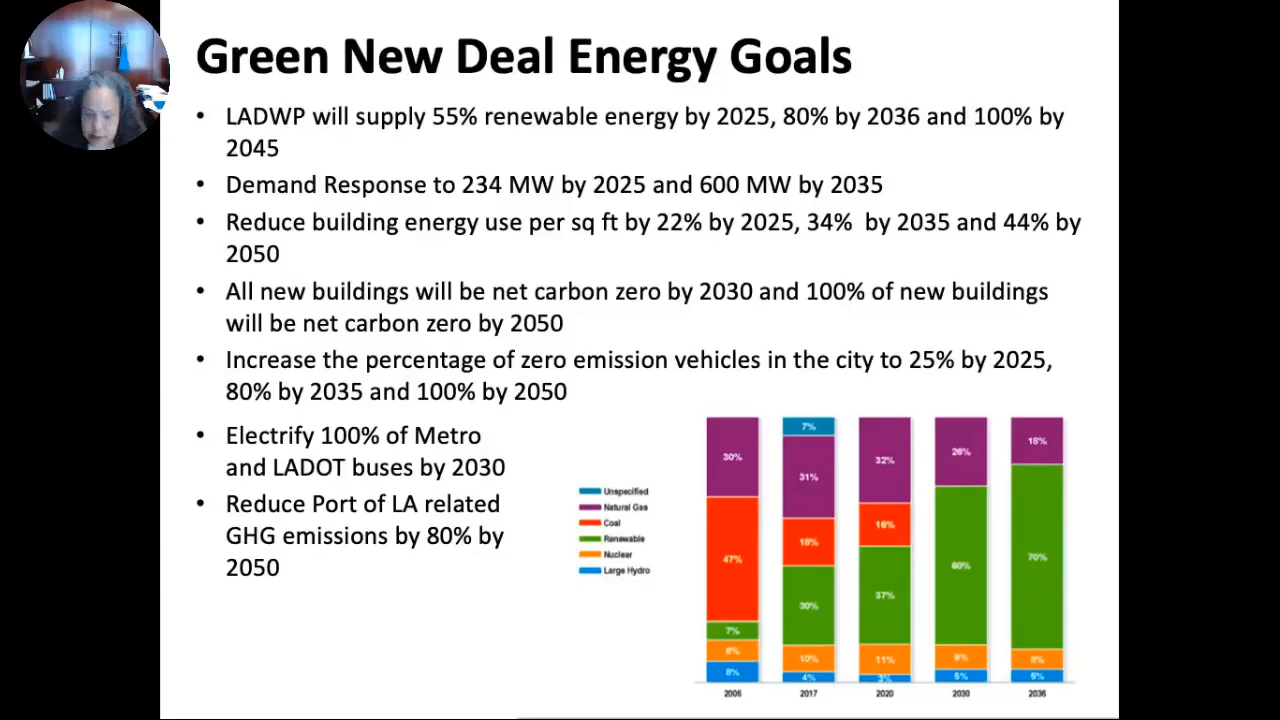 Green New Deal Energy Goals
• LADWP will supply 55% renewable energy by 2025, 80% by 2036 and 100% by
2045
• Demand Response to 234 MW by 2025 and 600 MW by 2035
• Reduce building energy use per sq ft by 22% by 2025, 34%  by 2035 and 44% by
2050
• All new buildings will be net carbon zero by 2030 and 100% of new buildings
will be net carbon zero by 2050
• Increase the percentage of zero emission vehicles in the city to 25% by 2025,
80% by 2035 and 100% by 2050
• Electrify 100% of Metro
and LADOT buses by 2030
• Reduce Port of LA related
GHG emissions by 80% by
2050
Unspecified
Natural Gas
Coal
Renewable
Nuclear
Large Hydro
30%
47%
7%
8%
7%
31%
18%
30%
10%
4%
32%
16%
37%
11%
3%
26%
60%
9%
5%
18%
70%
8%
5%
2006
2017
2020
2030
2036